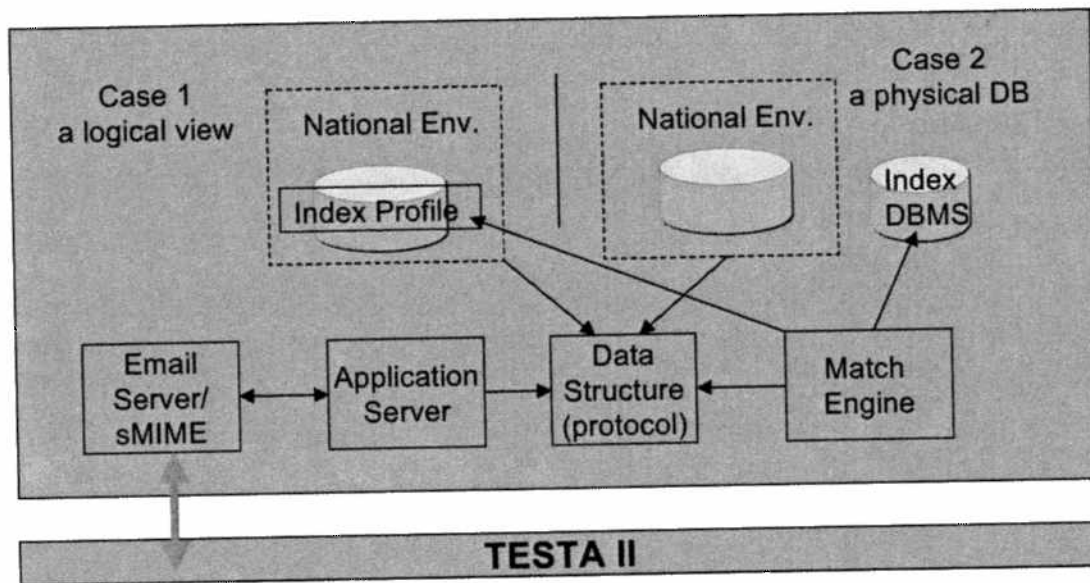 Case 1
a logical view
National Env.
Index Profile
National Env.
Case 2
a physical DB
Index
DBMS
Email
Server/
sMIME
Application
Server
Data
Structure
(protocol)
Match
Engine
TESTA II